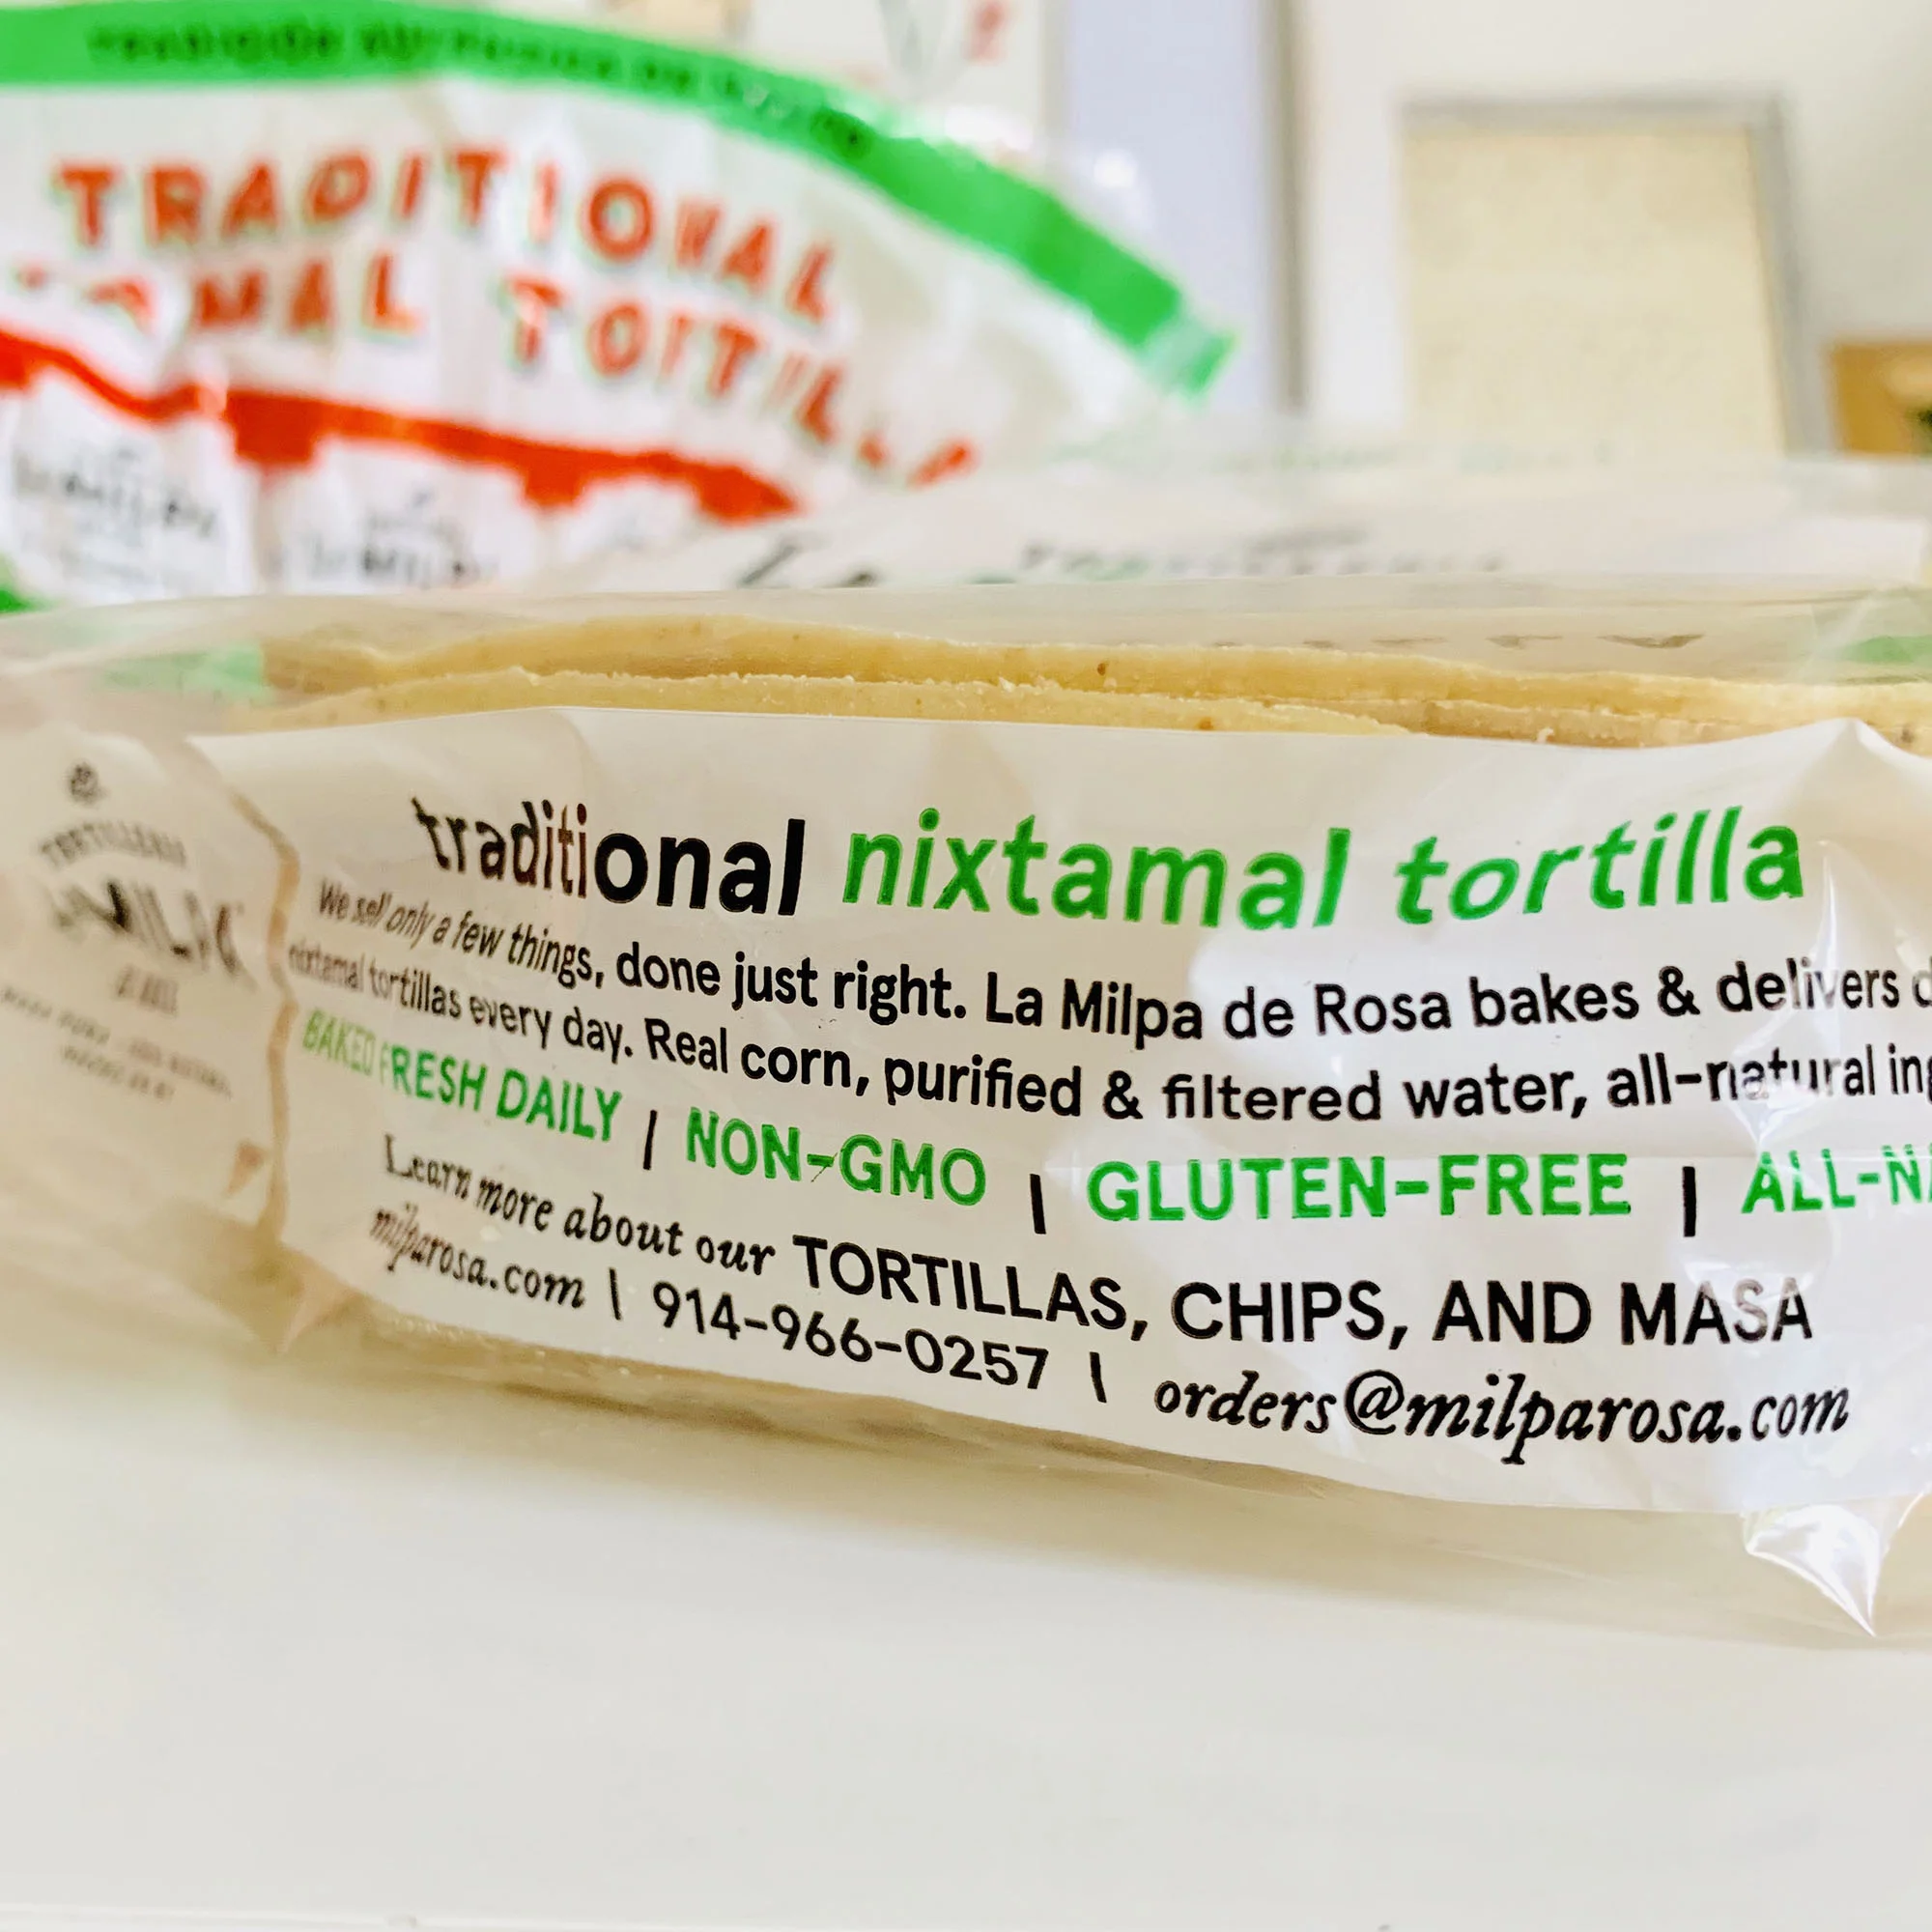 TRADITIONAL
TORTILLA
traditional nixtamal tortilla
We sell only a few things, done just right. La Milpa de Rosa bakes & delivers
nixtamal tortillas every day. Real corn, purified & filtered water, all-natural
BAKED FRESH DAILY | NON-GMO | GLUTEN-FREE |
Learn more about our TORTILLAS, CHIPS, AND MASA
milparosa.com | 914-966-0257 | orders@milparosa.com
TORTILLERIA